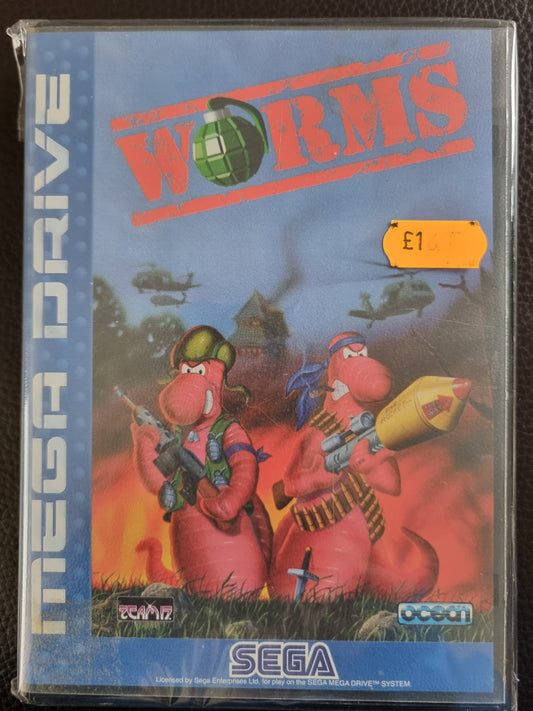 MEGA DRIVE
WORMS
£1
TEAM17
ocean
SEGA
Licensed by Sega Enterprises Ltd. for play on the SEGA MEGA DRIVE™ SYSTEM.